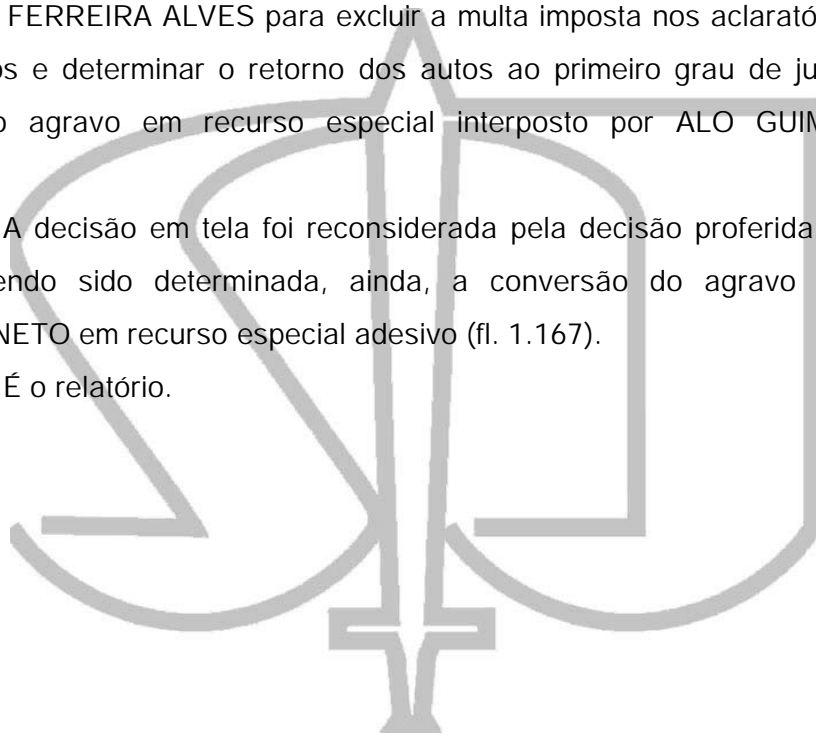 FERREIRA ALVES para excluir a multa imposta nos aclarató
os e determinar o retorno dos autos ao primeiro grau de ju
o agravo em recurso especial interposto por ALO GUIM
A decisão em tela foi reconsiderada pela decisão proferida
endo sido determinada, ainda, a conversão do agravo
NETO em recurso especial adesivo (fl. 1.167).
É o relatório.